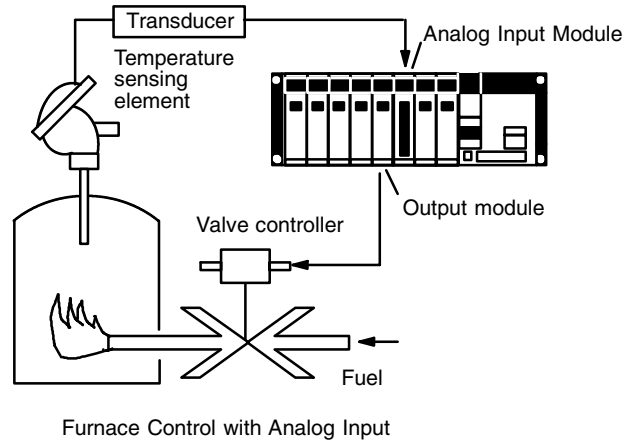 Transducer
Analog Input Module
Temperature
sensing
element
Output module
Valve controller
Fuel
Furnace Control with Analog Input